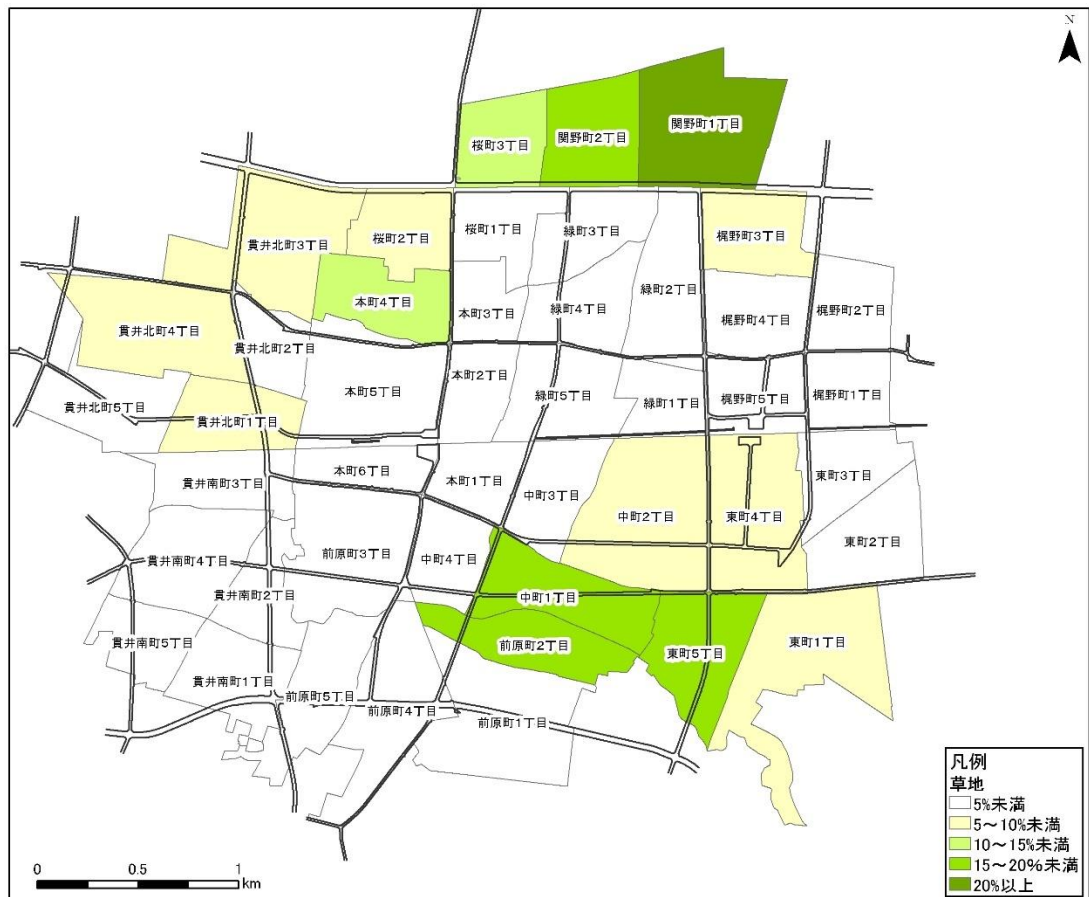 N
関野町1丁目
関野町2丁目
桜町3丁目
桜町1丁目
緑町3丁目
梶野町3丁目
桜町2丁目
貫井北町3丁目
緑町2丁目
本町4丁目
本町3丁目
緑町4丁目
梶野町4丁目
梶野町2丁目
貫井北町4丁目
貫井北町2丁目
本町2丁目
本町5丁目
緑町5丁目
緑町1丁目
梶野町5丁目
梶野町1丁目
貫井北町5丁目
貫井北町1丁目
本町6丁目
本町1丁目
東町3丁目
貫井南町3丁目
中町3丁目
中町2丁目
東町4丁目
東町2丁目
前原町3丁目
中町4丁目
貫井南町4丁目
貫井南町2丁目
中町1丁目
貫井南町5丁目
前原町2丁目
東町5丁目
東町1丁目
貫井南町1丁目
前原町5丁目
前原町4丁目
前原町1丁目
凡例
草地
5%未満
5～10%未満
10～15%未満
15～20%未満
20%以上
0 0.5 1
km